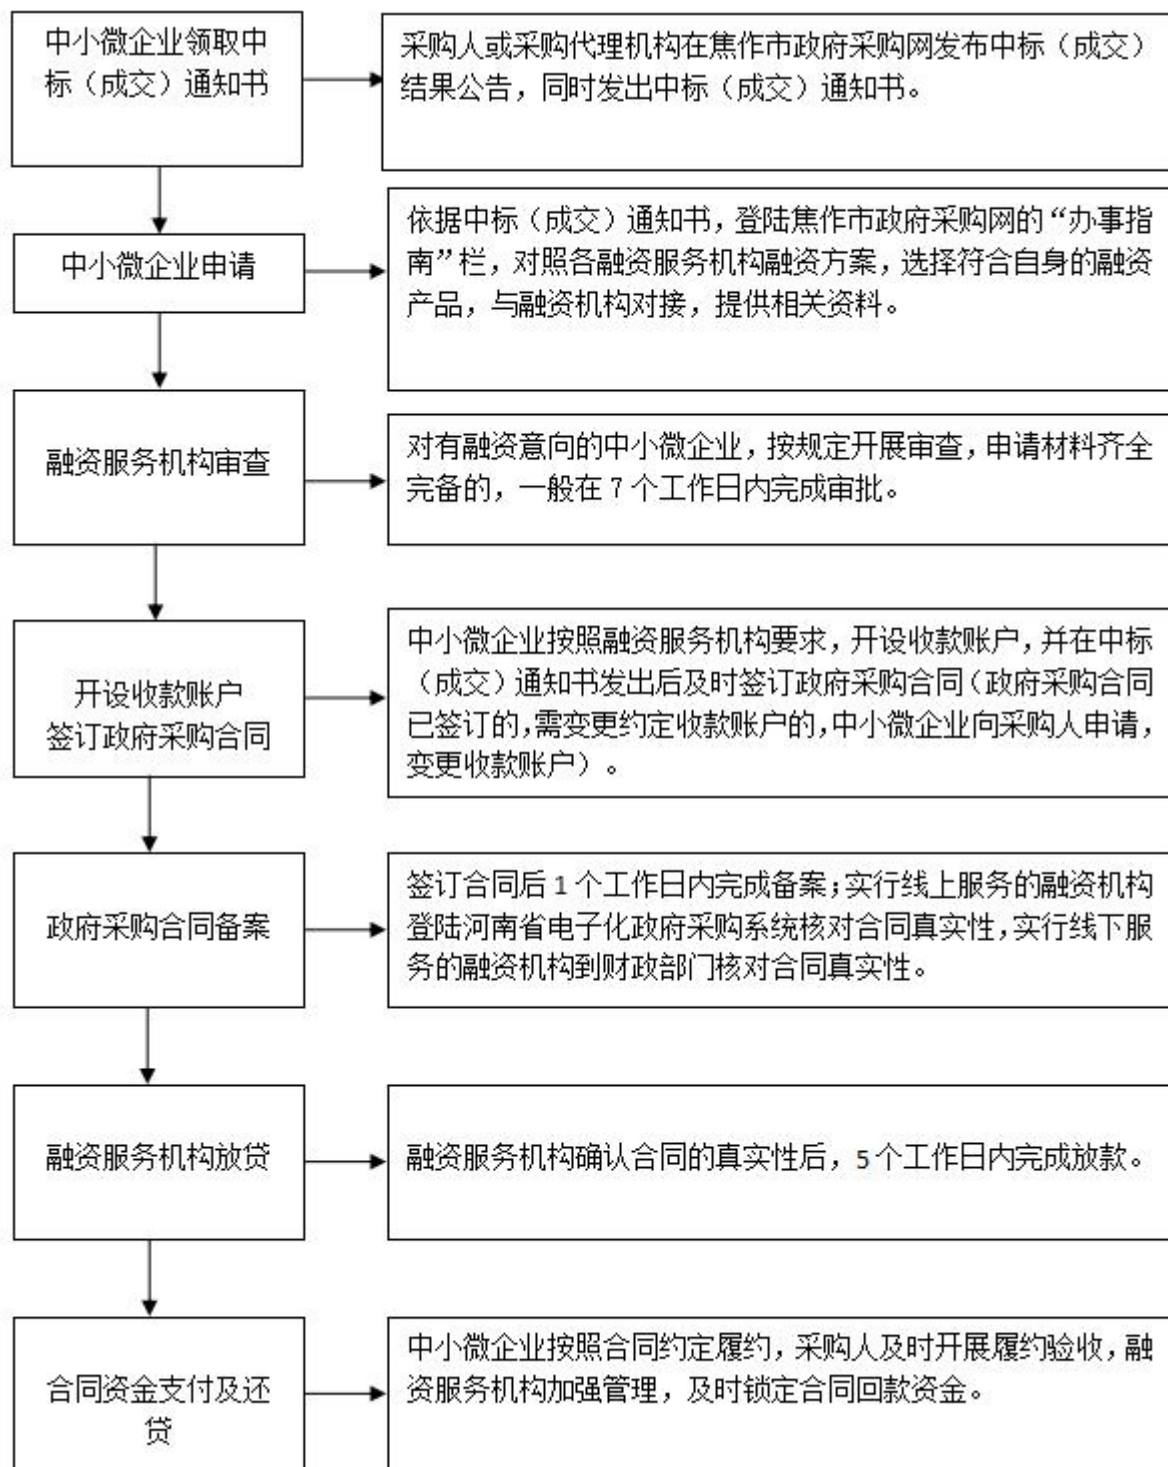 中小微企业领取中
标（成交）通知书
采购人或采购代理机构在焦作市政府采购网发布中标（成交）
结果公告，同时发出中标（成交）通知书。
中小微企业申请
依据中标（成交）通知书，登陆焦作市政府采购网的“办事指
南”栏，对照各融资服务机构融资方案，选择符合自身的融资
产品，与融资机构对接，提供相关资料。
融资服务机构审查
对有融资意向的中小微企业，按规定开展审查，申请材料齐全
完备的，一般在 7 个工作日内完成审批。
开设收款账户
签订政府采购合同
中小微企业按照融资服务机构要求，开设收款账户，并在中标
（成交）通知书发出后及时签订政府采购合同（政府采购合同
已签订的，需变更约定收款账户的，中小微企业向采购人申请，
变更收款账户）。
政府采购合同备案
签订合同后 1 个工作日内完成备案；实行线上服务的融资机构
登陆河南省电子化政府采购系统核对合同真实性，实行线下服
务的融资机构到财政部门核对合同真实性。
融资服务机构放贷
融资服务机构确认合同的真实性后，5 个工作日内完成放款。
合同资金支付及还
贷
中小微企业按照合同约定履约，采购人及时开展履约验收，融
资服务机构加强管理，及时锁定合同回款资金。